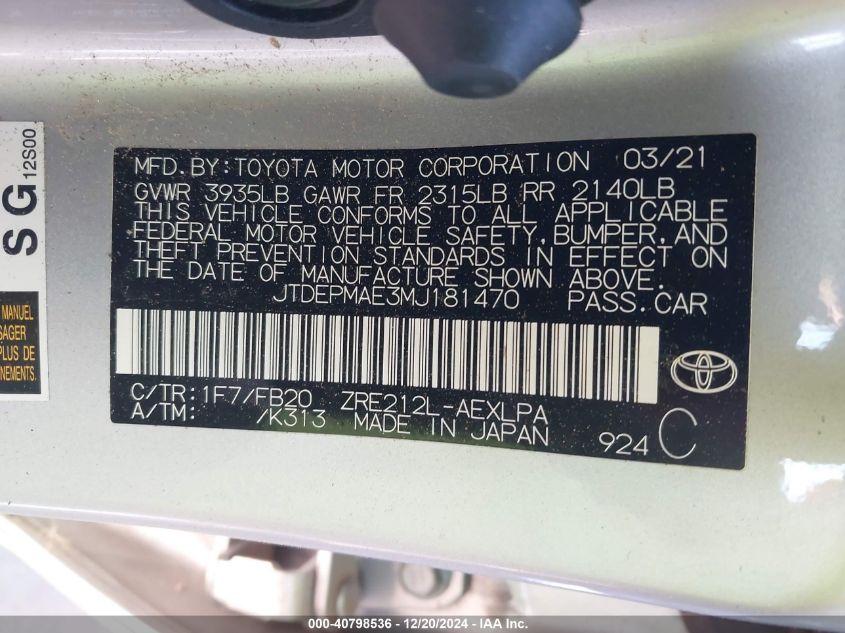 SG
12S00
MANUEL
SAGER
PLUS DE
NEMENTS.
MFD.BY:TOYOTA MOTOR CORPORATION 03/21
GVWR 3935LB GAWR FR 2315LB RR 2140LB
THIS VEHICLE CONFORMS TO ALL APPLICABLE
FEDERAL MOTOR VEHICLE SAFETY, BUMPER, AND
THEFT PREVENTION STANDARDS IN EFFECT ON
THE DATE OF MANUFACTURE SHOWN ABOVE.
JTDEPMAE3MJ181470 PASS.CAR
C/TR:1F7/FB20 ZRE212L-AEXLPA
A/TM: /K313 MADE IN JAPAN 924 C
000-40798536 - 12/20/2024 - IAAI.com